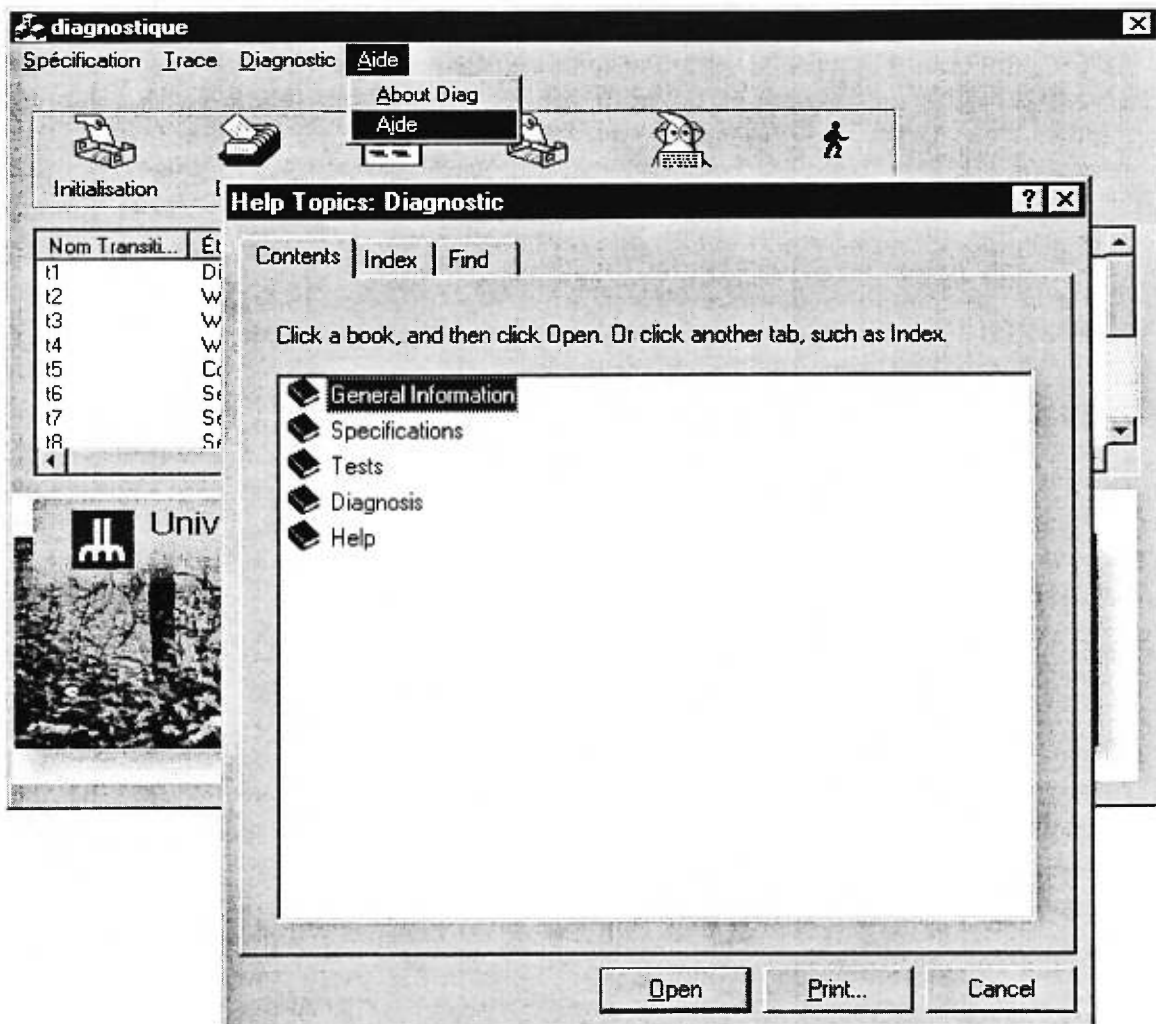 diagnostique
Spécification Trace Diagnostic Aide
About Diag
Aide
Initialisation
Help Topics: Diagnostic
Nom Transiti...
t1
t2
t3
t4
t5
t6
t7
t8
Contents Index Find
Click a book, and then click Open. Or click another tab, such as Index.
General Information
Specifications
Tests
Diagnosis
Help
Univ
Open Print... Cancel